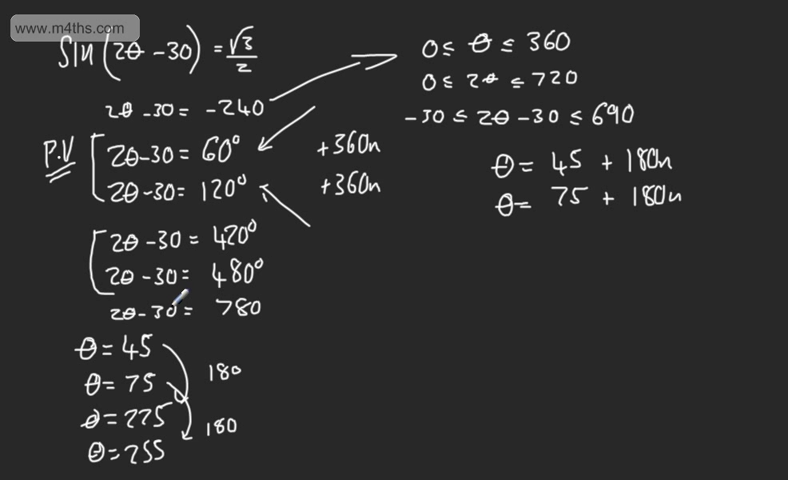 www.m4ths.com
Sin(2θ - 30) = √3/2
2θ - 30 = -240
P.V
2θ - 30 = 60° +360n
2θ - 30 = 120° +360n
2θ - 30 = 420°
2θ - 30 = 480°
2θ - 30 = 780
θ = 45
θ = 75
θ = 225
θ = 255
180
180
0 ≤ θ ≤ 360
0 ≤ 2θ ≤ 720
-30 ≤ 2θ - 30 ≤ 690
θ = 45 + 180n
θ = 75 + 180n